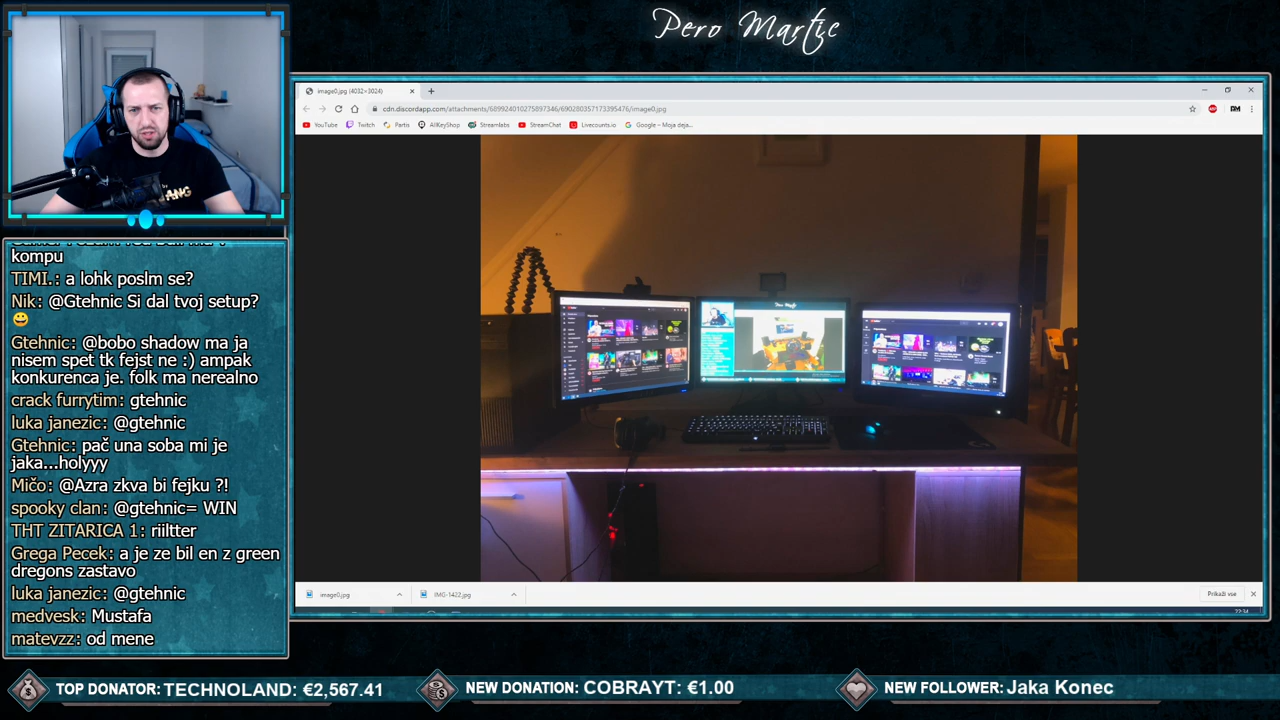 Pero Martic
image0.jpg (4032×3024)
cdn.discordapp.com/attachments/689924010275897346/690280357173395476/image0.jpg
YouTube
Twitch
Partis
AllKeyShop
Streamlabs
StreamChat
Livecounts.io
Google – Moja deja...
kompu
TIMI.: a lohk poslm se?
Nik: @Gtehnic Si dal tvoj setup?
😀
Gtehnic: @bobo shadow ma ja
nisem spet tk fejst ne :) ampak
konkurenca je. folk ma nerealno
crack furrytim: gtehnic
luka janezic: @gtehnic
Gtehnic: pač una soba mi je
jaka...holyyy
Mičo: @Azra zkva bi fejku ?!
spooky clan: @gtehnic= WIN
THT ZITARICA 1: riiltter
Grega Pecek: a je ze bil en z green
dregons zastavo
luka janezic: @gtehnic
medvesk: Mustafa
matevzz: od mene
image0.jpg
IMG-1422.jpg
Prikaži vse
TOP DONATOR: TECHNOLAND: €2,567.41
NEW DONATION: COBRAYT: €1.00
NEW FOLLOWER: Jaka Konec